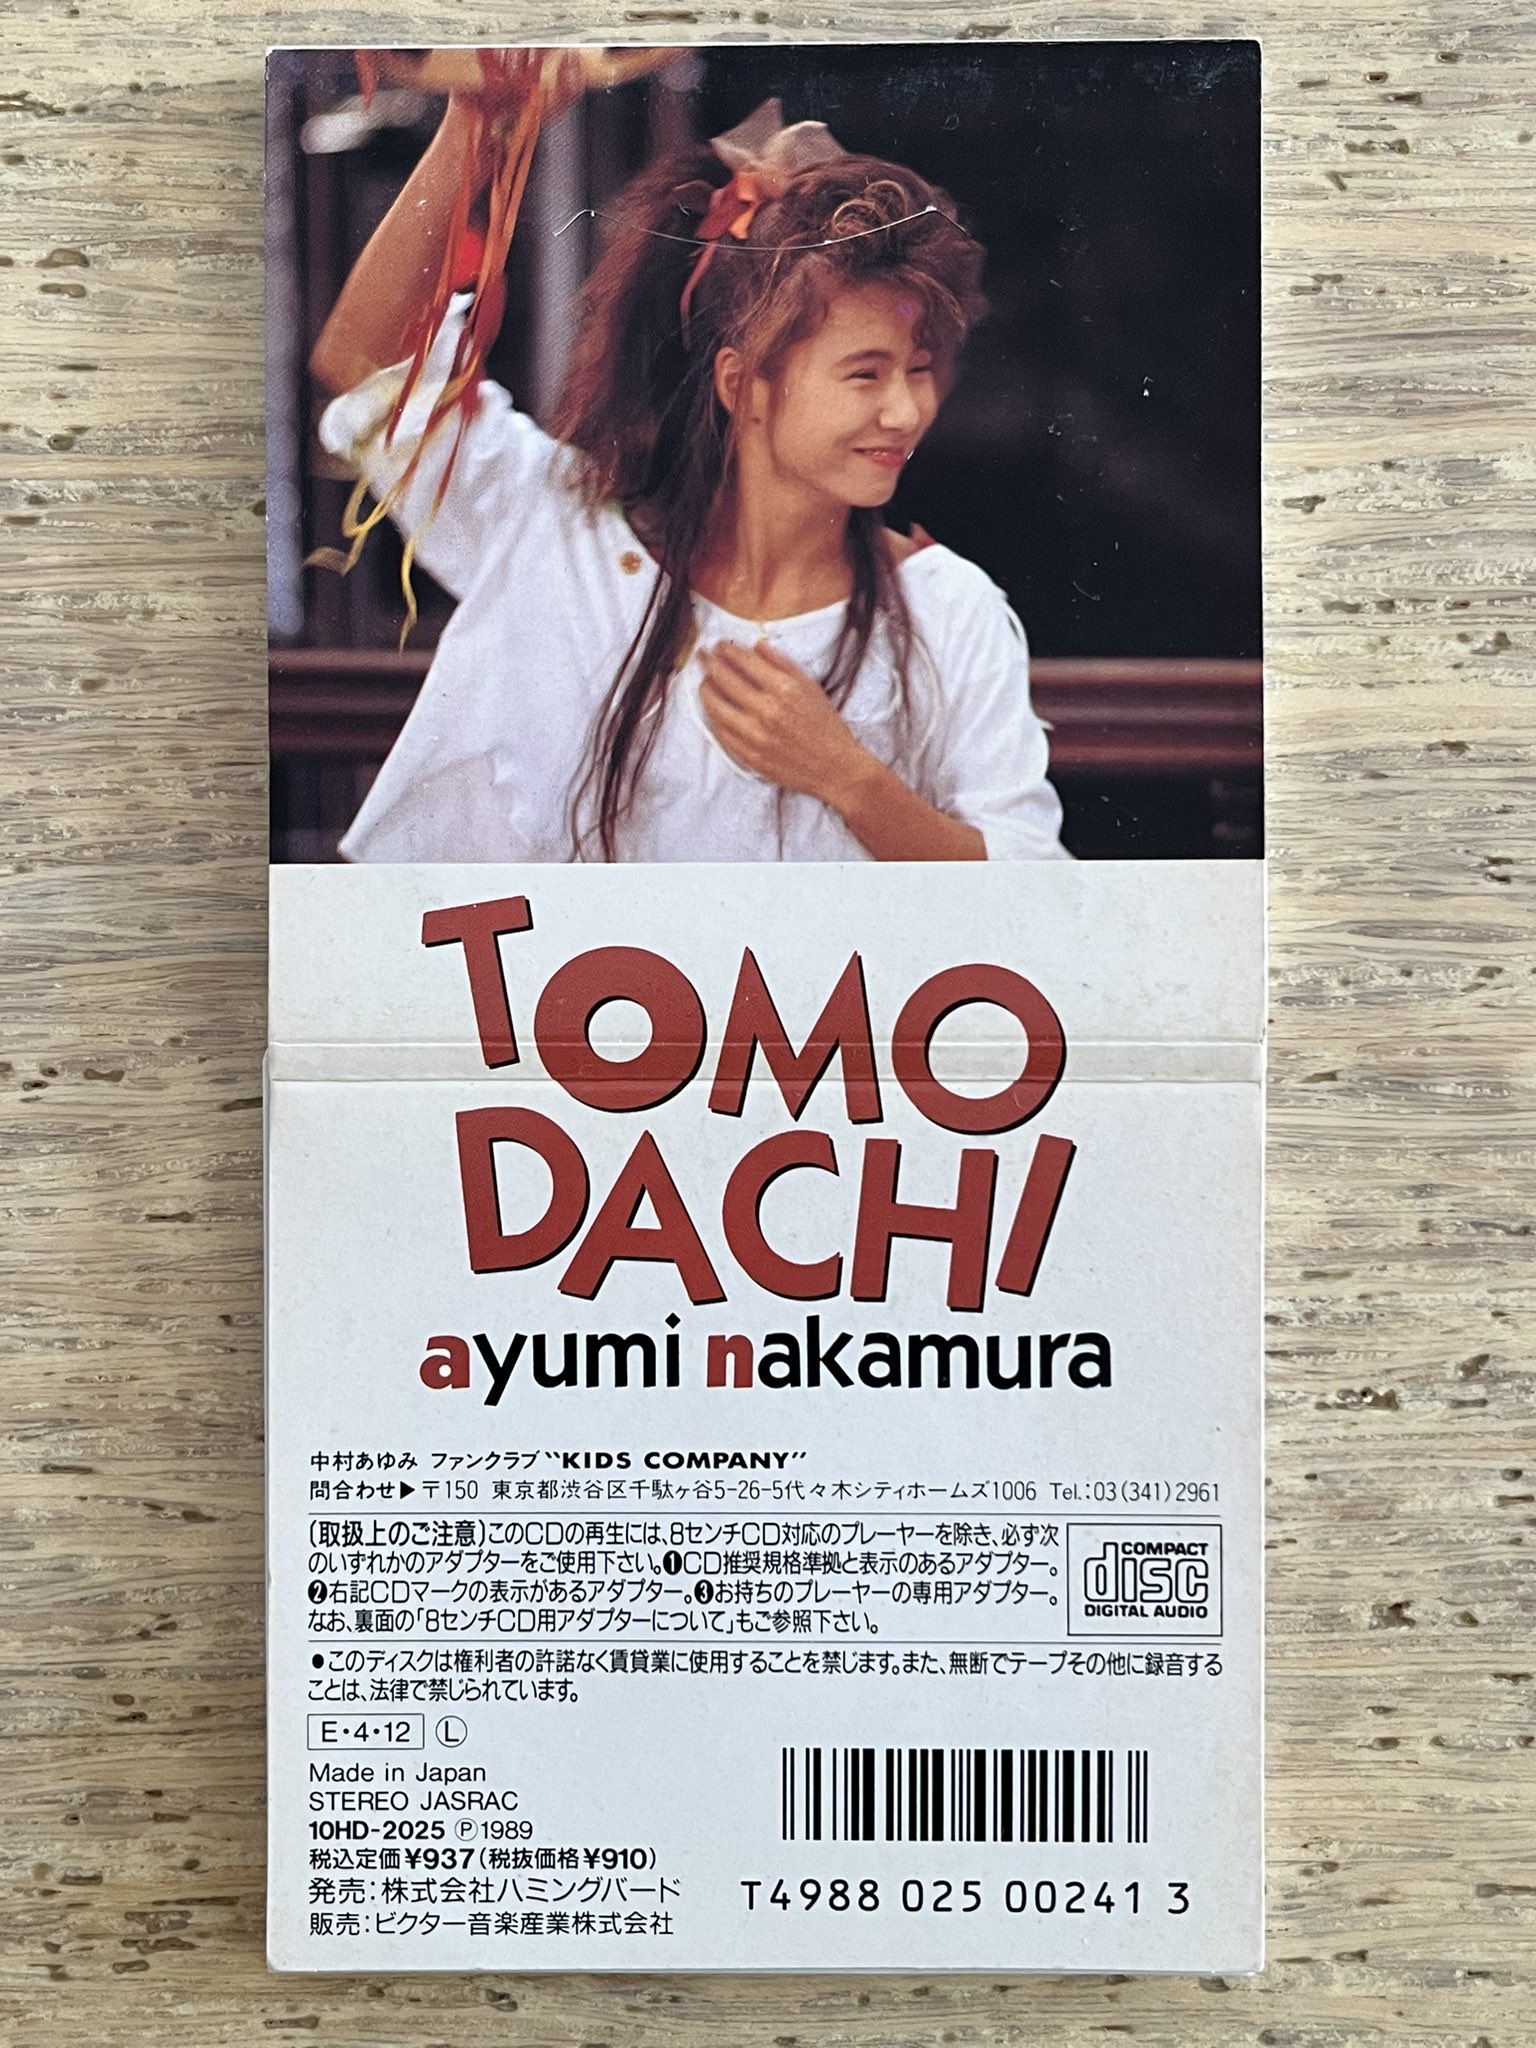 TOMO
DACHI
ayumi nakamura
中村あゆみ ファンクラブ“KIDS COMPANY”
問合わせ▶〒150 東京都渋谷区千駄ヶ谷5-26-5代々木シティホームズ1006 Tel.:03(341)2961
〔取扱上のご注意〕このCDの再生には、8センチCD対応のプレーヤーを除き、必ず次
のいずれかのアダプターをご使用下さい。❶CD推奨規格準拠と表示のあるアダプター。
❷右記CDマークの表示があるアダプター。❸お持ちのプレーヤーの専用アダプター。
なお、裏面の「8センチCD用アダプターについて」もご参照下さい。
COMPACT
disc
DIGITAL AUDIO
●このディスクは権利者の許諾なく賃貸業に使用することを禁じます。また、無断でテープその他に録音する
ことは、法律で禁じられています。
E・4・12 Ⓛ
Made in Japan
STEREO JASRAC
10HD-2025 Ⓟ1989
税込定価¥937(税抜価格¥910)
発売:株式会社ハミングバード
販売:ビクター音楽産業株式会社
T4988 025 00241 3